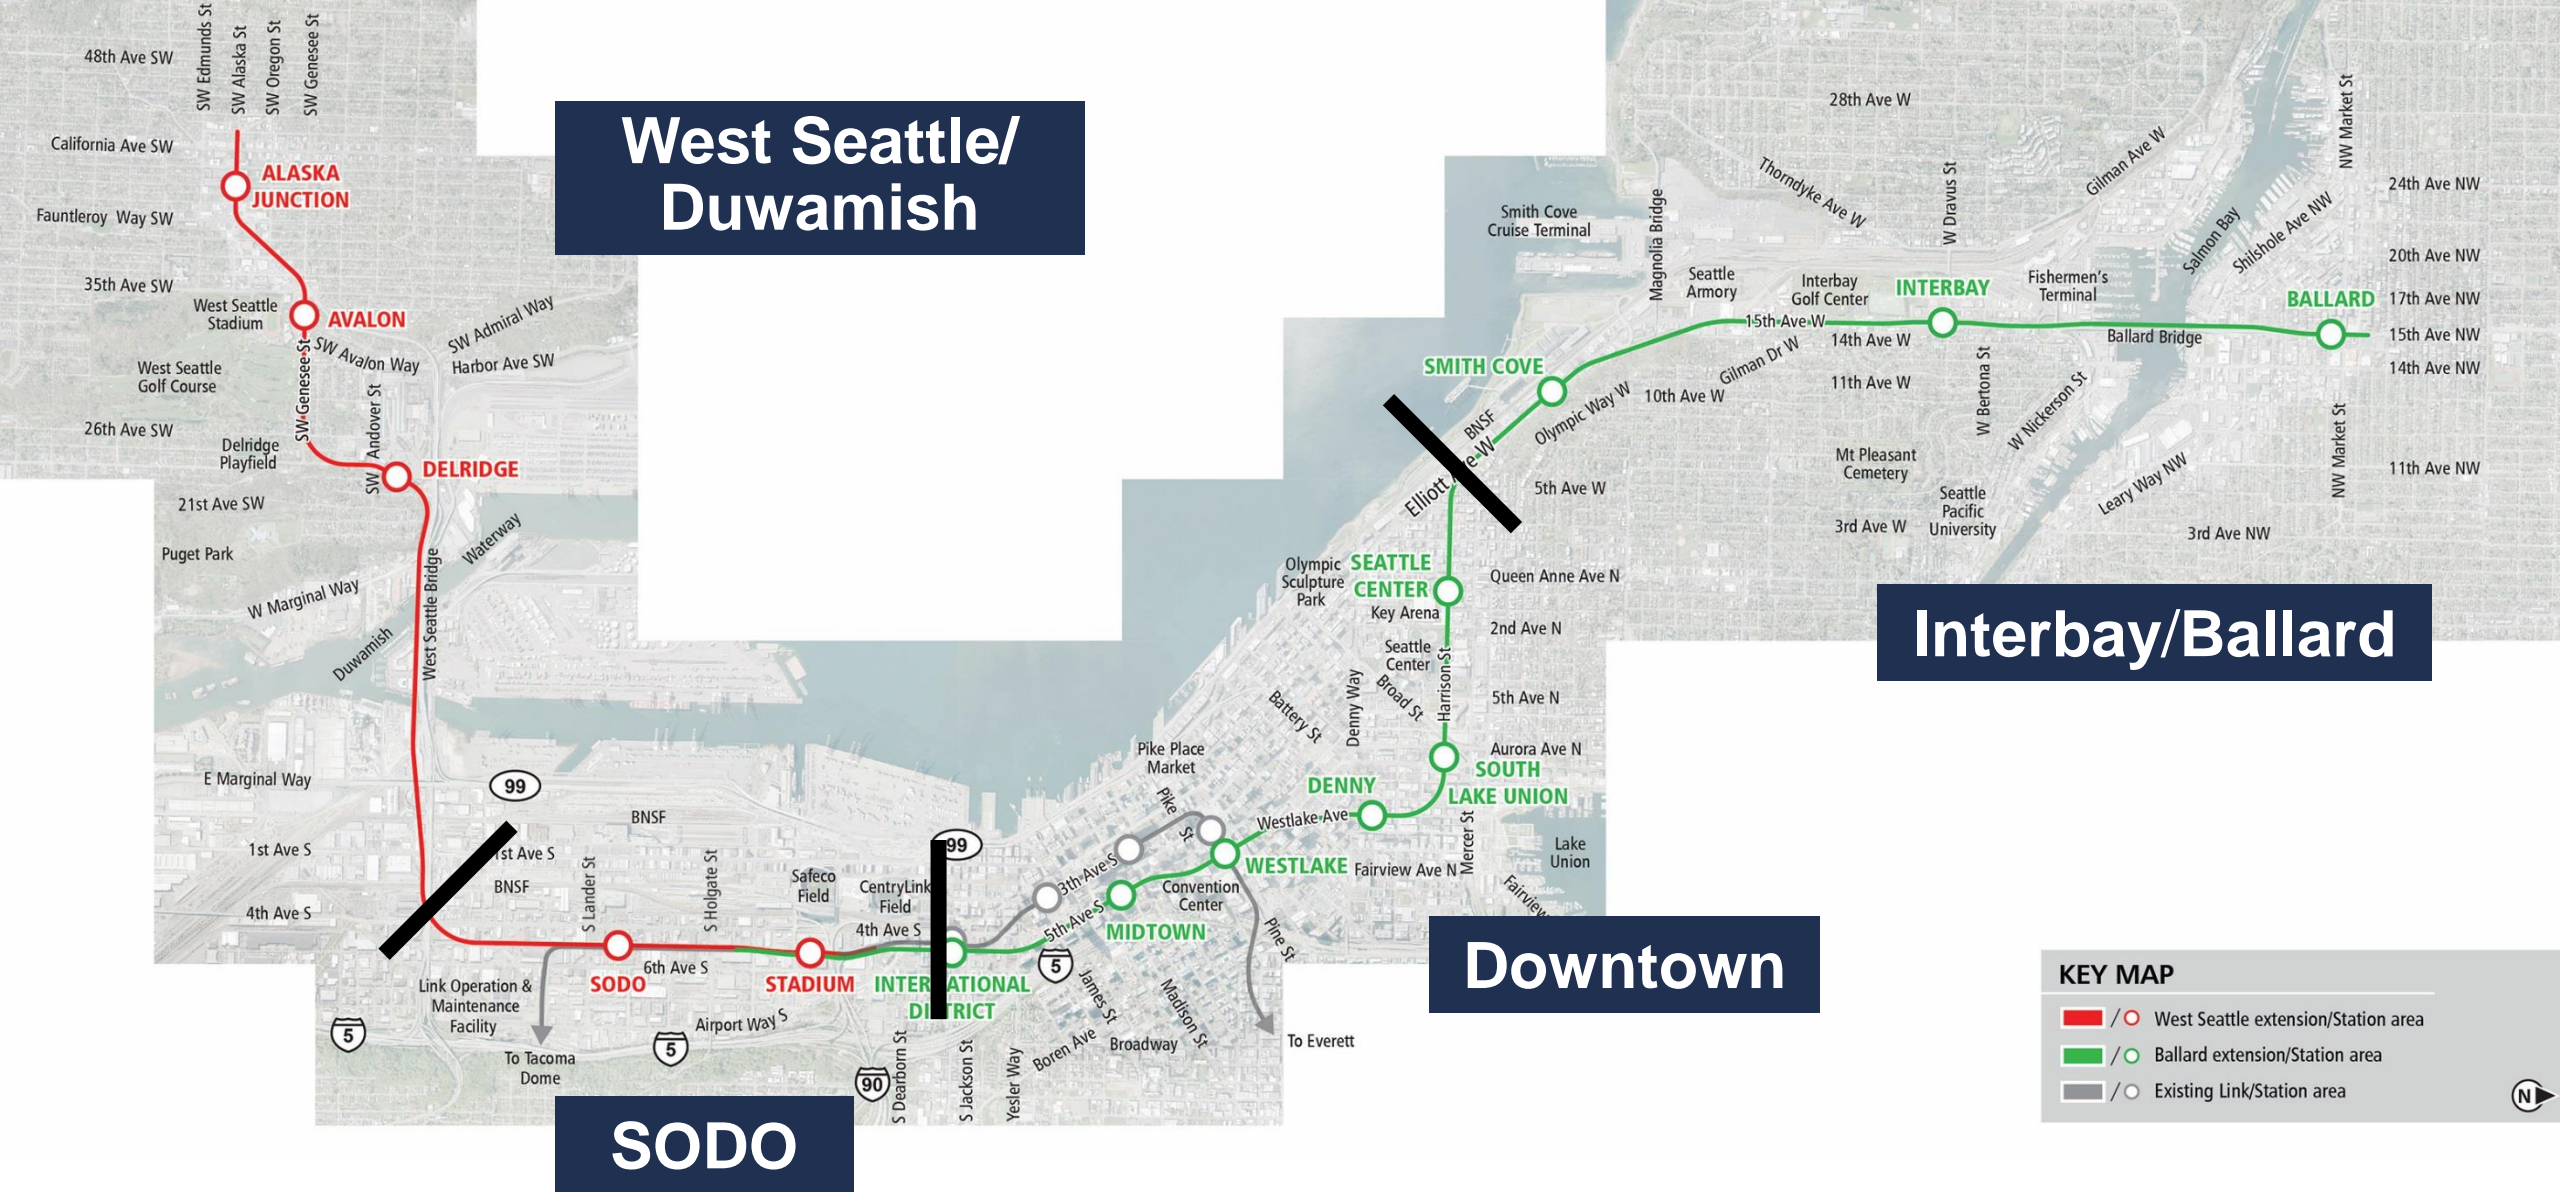 SW Edmunds St
SW Alaska St
SW Oregon St
SW Genesee St
48th Ave SW
California Ave SW
ALASKA
JUNCTION
Fauntleroy Way SW
35th Ave SW
West Seattle
Stadium
AVALON
SW Admiral Way
SW Avalon Way
Harbor Ave SW
West Seattle
Golf Course
SW Genesee St
SW Andover St
26th Ave SW
Delridge
Playfield
DELRIDGE
21st Ave SW
Puget Park
Waterway
W Marginal Way
West Seattle Bridge
Duwamish
E Marginal Way
99
1st Ave S
4th Ave S
West Seattle/
Duwamish
BNSF
1st Ave S
BNSF
S Lander St
S Holgate St
Safeco
Field
CentryLink
Field
99
4th Ave S
SODO
6th Ave S
STADIUM
INTERNATIONAL
DISTRICT
Link Operation &
Maintenance
Facility
5
To Tacoma
Dome
5
Airport Way S
90
S Dearborn St
S Jackson St
Yesler Way
Boren Ave
Broadway
James St
Madison St
5
SODO
3th Ave S
5th Ave S
MIDTOWN
Convention
Center
Pike Place
Market
Pike St
WESTLAKE
Westlake Ave
Fairview Ave N
Pine St
To Everett
DENNY
SOUTH
LAKE UNION
Aurora Ave N
Mercer St
Lake
Union
Fairview
Battery St
Denny Way
Broad St
Harrison St
Seattle
Center
5th Ave N
2nd Ave N
Queen Anne Ave N
Olympic
Sculpture
Park
SEATTLE
CENTER
Key Arena
Downtown
Elliott Ave W
BNSF
5th Ave W
SMITH COVE
Olympic Way W
10th Ave W
Smith Cove
Cruise Terminal
Magnolia Bridge
Seattle
Armory
Interbay
Golf Center
15th Ave W
Gilman Dr W
14th Ave W
11th Ave W
28th Ave W
Thorndyke Ave W
W Dravus St
INTERBAY
Gilman Ave W
Fishermen's
Terminal
Ballard Bridge
W Bertona St
W Nickerson St
Mt Pleasant
Cemetery
Seattle
Pacific
University
3rd Ave W
Salmon Bay
Shilshole Ave NW
NW Market St
24th Ave NW
20th Ave NW
BALLARD
17th Ave NW
15th Ave NW
14th Ave NW
NW Market St
11th Ave NW
Leary Way NW
3rd Ave NW
Interbay/Ballard
KEY MAP
/ West Seattle extension/Station area
/ Ballard extension/Station area
/ Existing Link/Station area
N